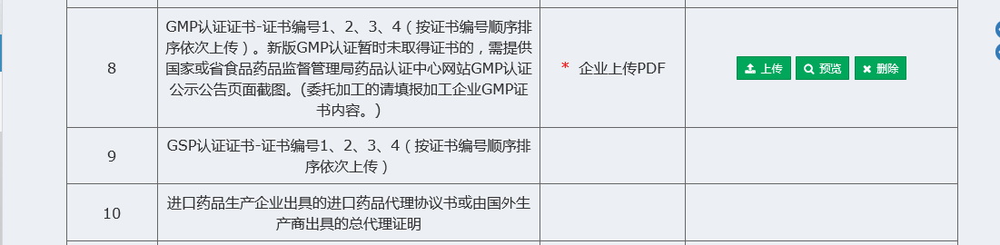 GMP认证证书-证书编号1、2、3、4（按证书编号顺序排
序依次上传）。新版GMP认证暂时未取得证书的，需提供
8 国家或省食品药品监督管理局药品认证中心网站GMP认证 * 企业上传PDF 上传 预览 删除
公示公告页面截图。(委托加工的请填报加工企业GMP证
书内容。)
GSP认证证书-证书编号1、2、3、4（按证书编号顺序排
9
序依次上传）
进口药品生产企业出具的进口药品代理协议书或由国外生
10
产商出具的总代理证明